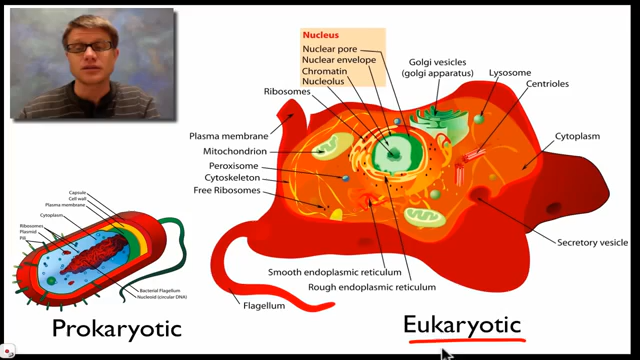 Nucleus
Nuclear pore
Nuclear envelope
Chromatin
Nucleolus
Ribosomes
Golgi vesicles
(golgi apparatus)
Lysosome
Centrioles
Plasma membrane
Mitochondrion
Peroxisome
Cytoskeleton
Free Ribosomes
Cytoplasm
Secretory vesicle
Smooth endoplasmic reticulum
Rough endoplasmic reticulum
Flagellum
Eukaryotic
Capsule
Cell wall
Plasma membrane
Cytoplasm
Ribosomes
Plasmid
Pili
Bacterial Flagellum
Nucleoid (circular DNA)
Prokaryotic